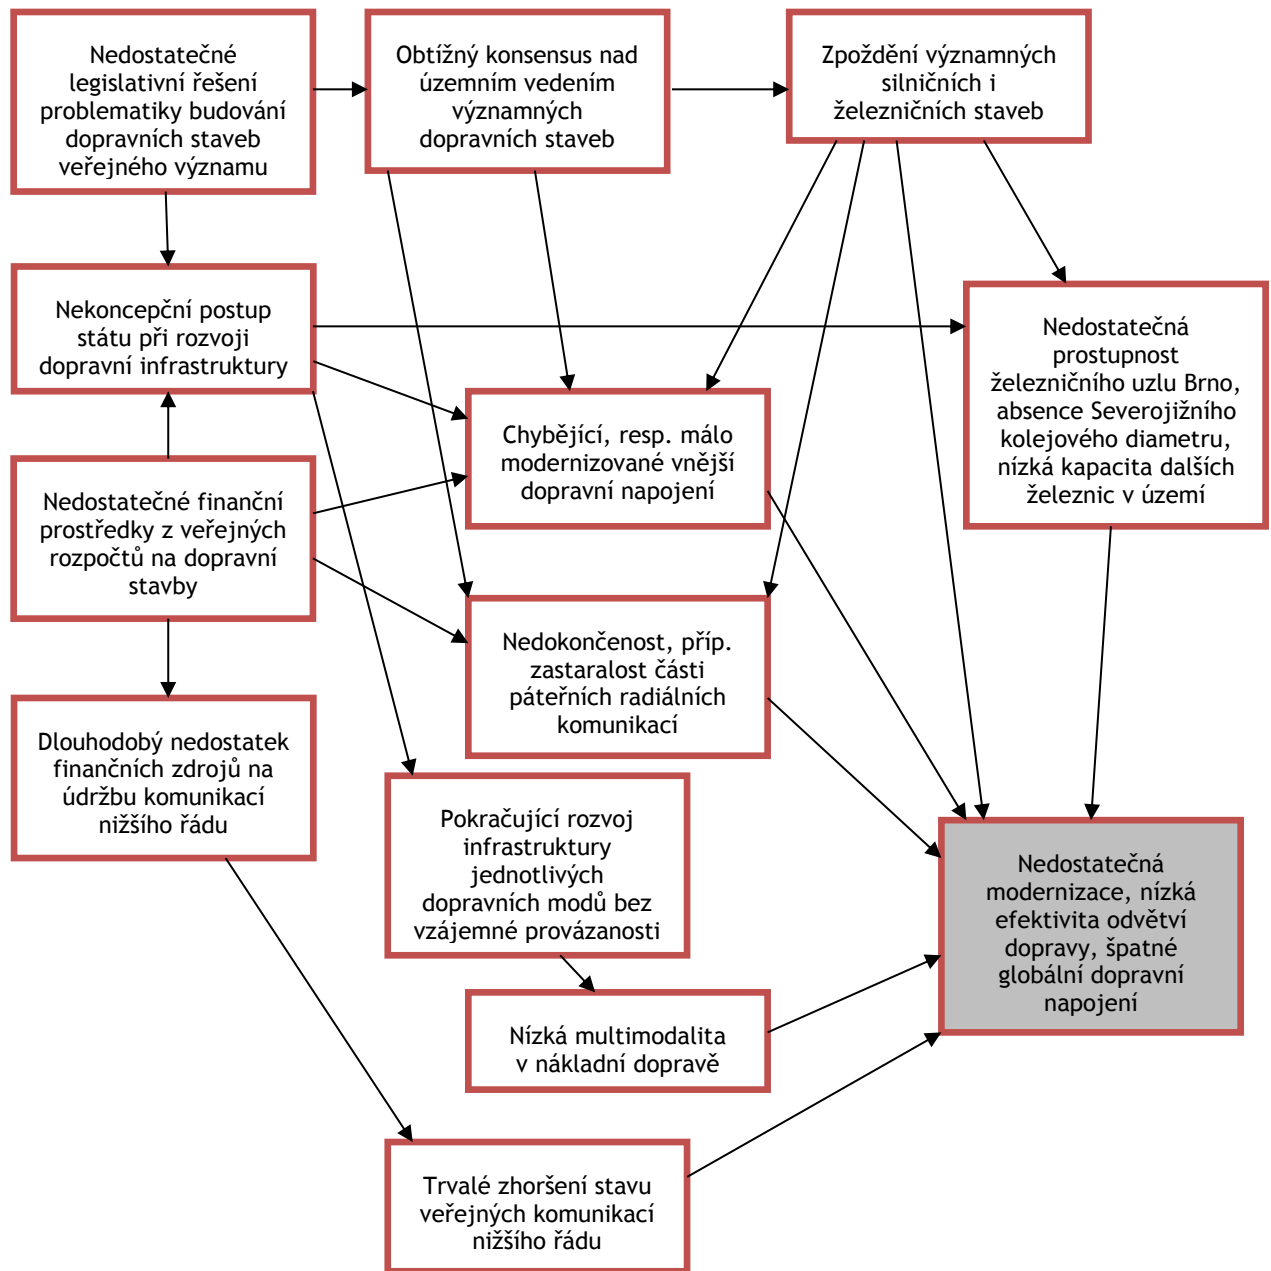 Nedostatečné
legislativní řešení
problematiky budování
dopravních staveb
veřejného významu
Obtížný konsensus nad
územním vedením
významných
dopravních staveb
Zpoždění významných
silničních i
železničních staveb
Nekoncepční postup
státu při rozvoji
dopravní infrastruktury
Nedostatečná
prostupnost
železničního uzlu Brno,
absence Severojižního
kolejového diametru,
nízká kapacita dalších
železnic v území
Chybějící, resp. málo
modernizované vnější
dopravní napojení
Nedostatečné finanční
prostředky z veřejných
rozpočtů na dopravní
stavby
Nedokončenost, příp.
zastaralost části
páteřních radiálních
komunikací
Dlouhodobý nedostatek
finančních zdrojů na
údržbu komunikací
nižšího řádu
Pokračující rozvoj
infrastruktury
jednotlivých
dopravních modů bez
vzájemné provázanosti
Nedostatečná
modernizace, nízká
efektivita odvětví
dopravy, špatné
globální dopravní
napojení
Nízká multimodalita
v nákladní dopravě
Trvalé zhoršení stavu
veřejných komunikací
nižšího řádu